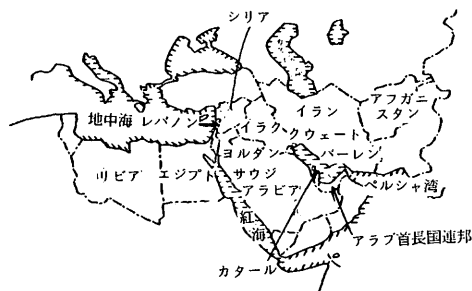 シリア
イラン
アフガニ
スタン
地中海 レバノン
イラク
クウェート
ヨルダン
バーレン
リビア
エジプト
サウジ
アラビア
ペルシャ湾
紅
海
アラブ首長国連邦
カタール